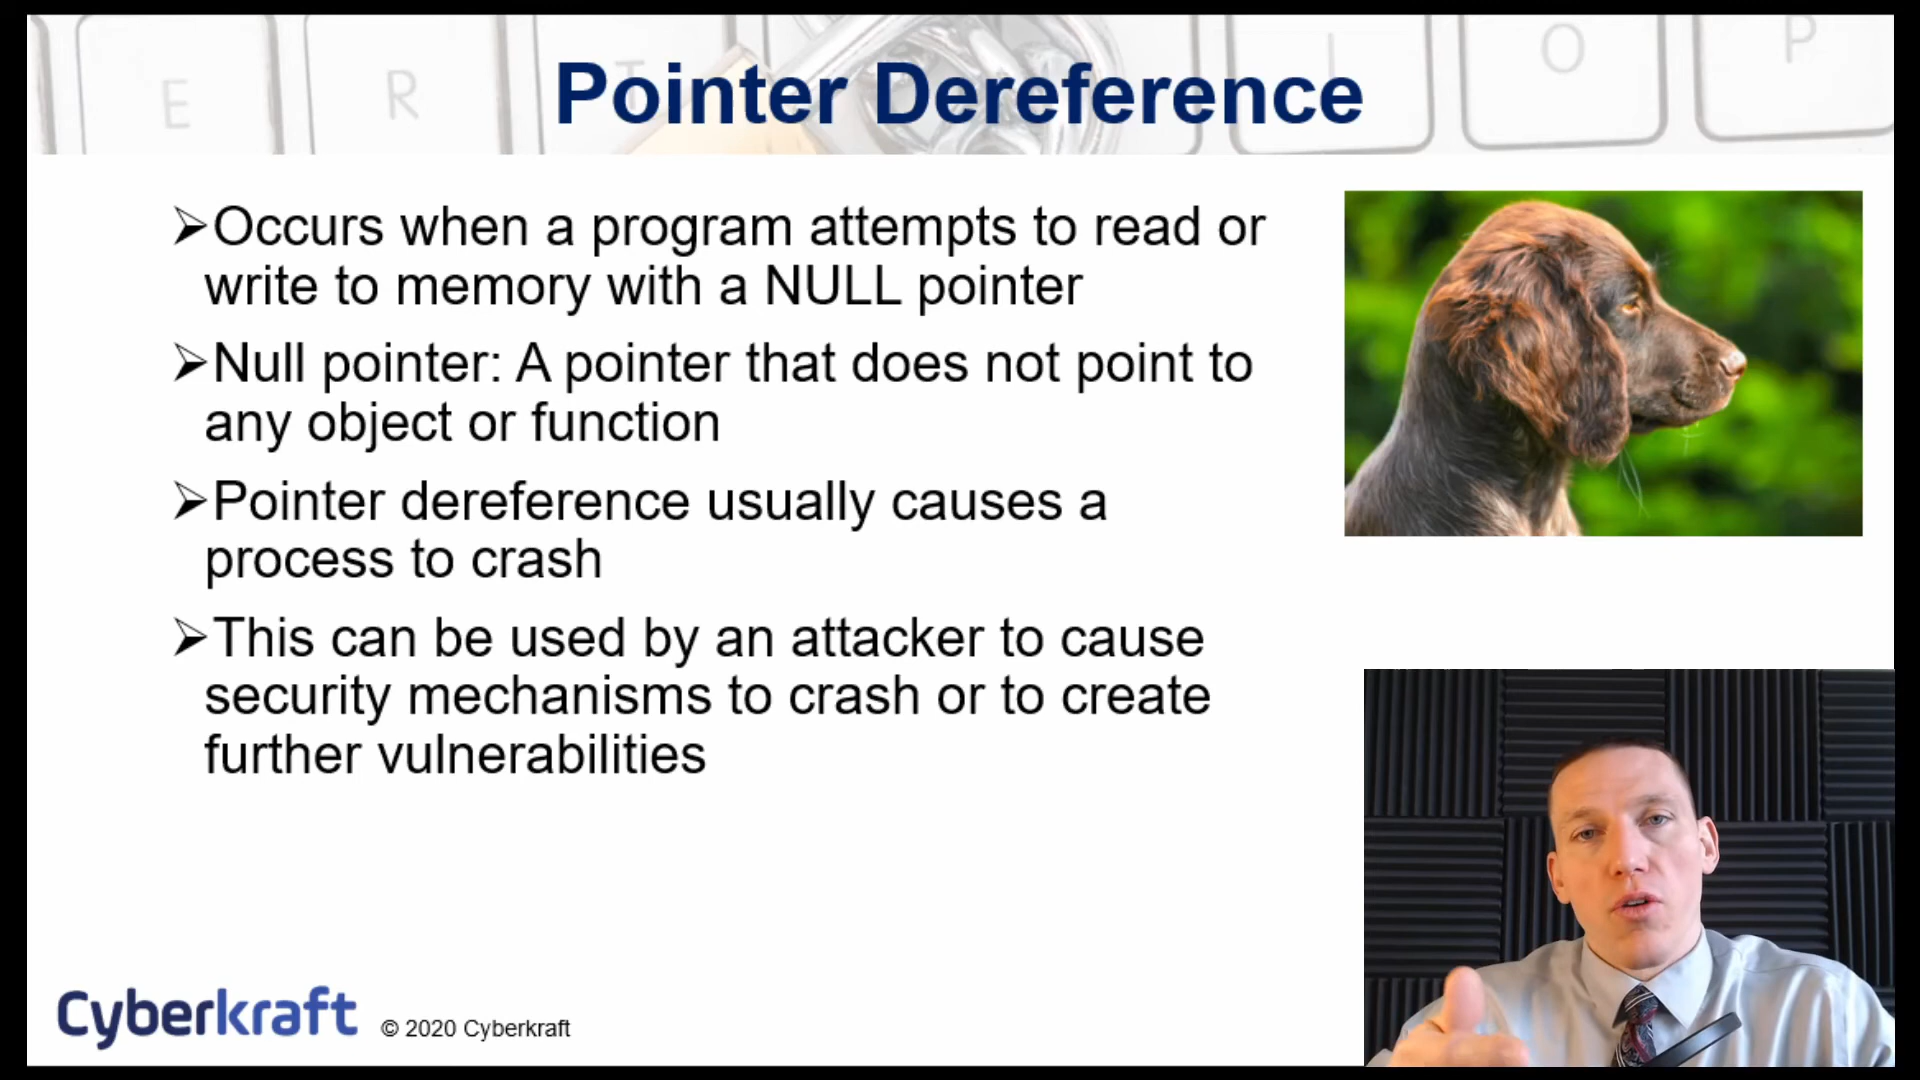 E R T I O P
Pointer Dereference
➢Occurs when a program attempts to read or
write to memory with a NULL pointer
➢Null pointer: A pointer that does not point to
any object or function
➢Pointer dereference usually causes a
process to crash
➢This can be used by an attacker to cause
security mechanisms to crash or to create
further vulnerabilities
Cyberkraft © 2020 Cyberkraft